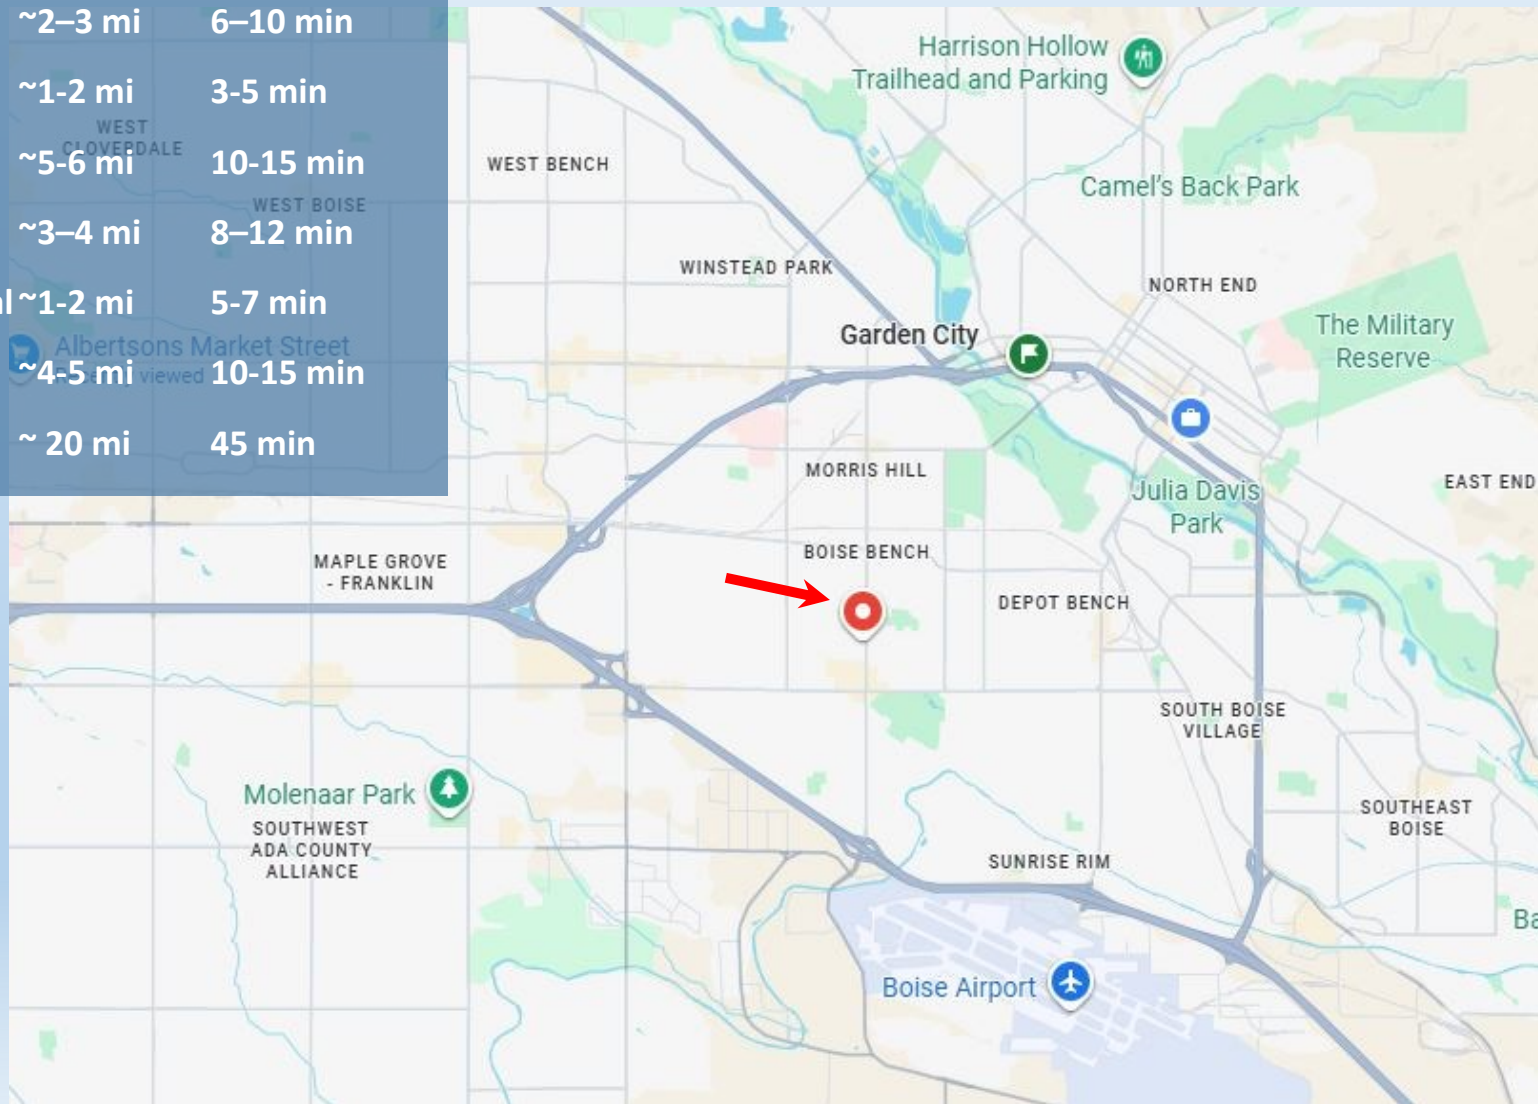 ~2–3 mi 6–10 min
~1-2 mi 3-5 min
~5-6 mi 10-15 min
~3–4 mi 8–12 min
al ~1-2 mi 5-7 min
~4-5 mi 10-15 min
~ 20 mi 45 min
WEST
CLOVERDALE
WEST BOISE
Albertsons Market Street
viewed
WEST BENCH
Harrison Hollow
Trailhead and Parking
Camel's Back Park
WINSTEAD PARK
NORTH END
Garden City
The Military
Reserve
MORRIS HILL
Julia Davis
Park
EAST END
MAPLE GROVE
- FRANKLIN
BOISE BENCH
DEPOT BENCH
SOUTH BOISE
VILLAGE
Molenaar Park
SOUTHWEST
ADA COUNTY
ALLIANCE
SOUTHEAST
BOISE
SUNRISE RIM
Ba
Boise Airport